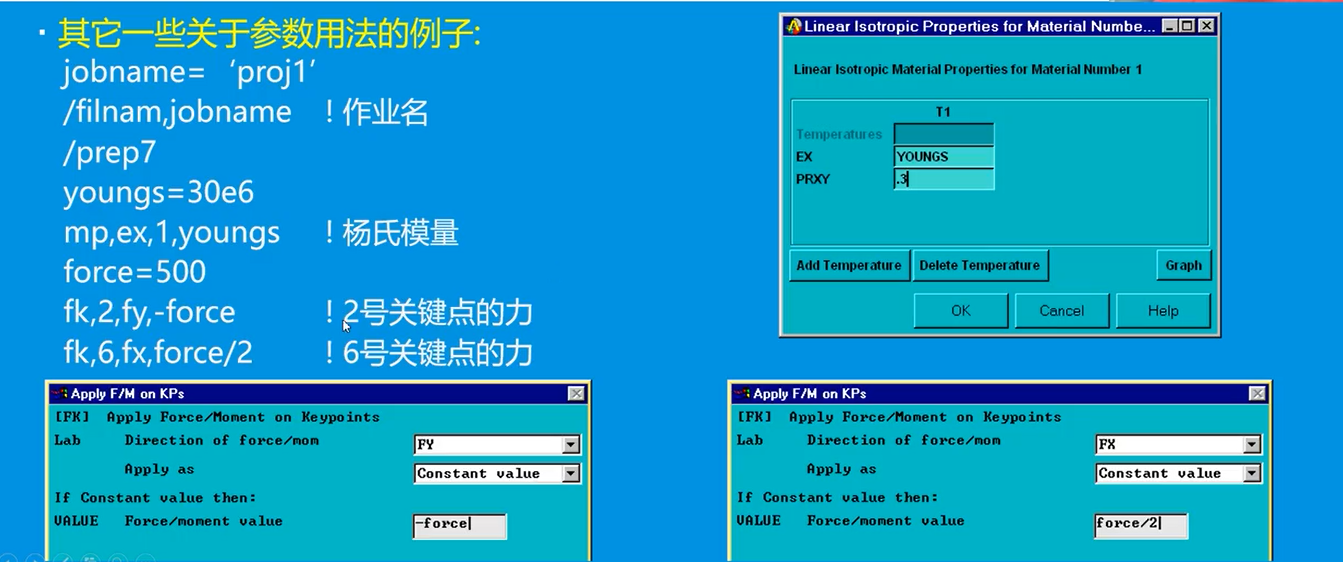 · 其它一些关于参数用法的例子:
jobname= ‘proj1’
/filnam,jobname ! 作业名
/prep7
youngs=30e6
mp,ex,1,youngs ! 杨氏模量
force=500
fk,2,fy,-force ! 2号关键点的力
fk,6,fx,force/2 ! 6号关键点的力
Linear Isotropic Properties for Material Numbe...
Linear Isotropic Material Properties for Material Number 1
T1
Temperatures
EX YOUNGS
PRXY .3
Add Temperature Delete Temperature Graph
OK Cancel Help
Apply F/M on KPs
[FK] Apply Force/Moment on Keypoints
Lab Direction of force/mom FY
Apply as Constant value
If Constant value then:
VALUE Force/moment value -force
Apply F/M on KPs
[FK] Apply Force/Moment on Keypoints
Lab Direction of force/mom FX
Apply as Constant value
If Constant value then:
VALUE Force/moment value force/2